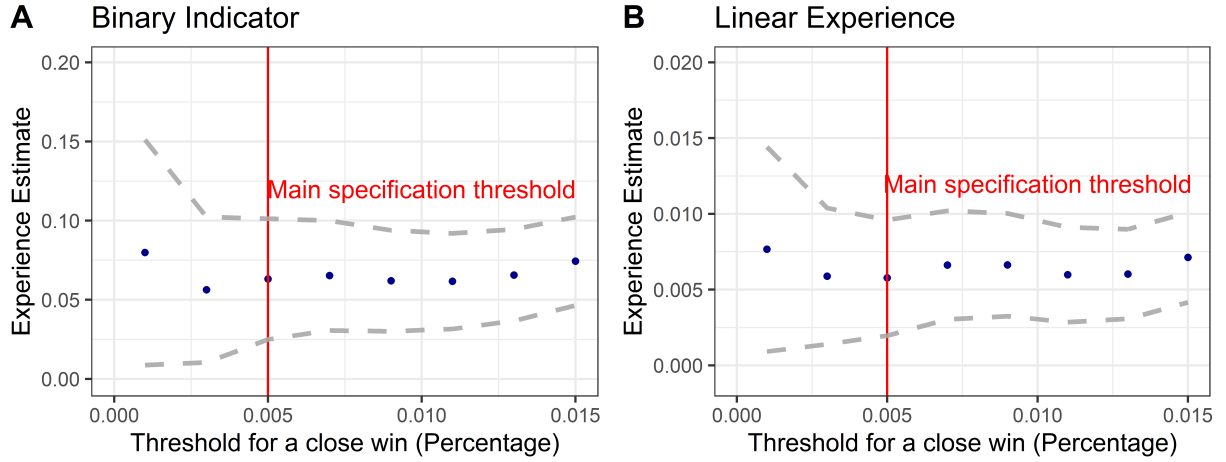 A Binary Indicator
Experience Estimate
0.20
0.15
0.10
0.05
0.00
Main specification threshold
0.000 0.005 0.010 0.015
Threshold for a close win (Percentage)
B Linear Experience
Experience Estimate
0.020
0.015
0.010
0.005
0.000
Main specification threshold
0.000 0.005 0.010 0.015
Threshold for a close win (Percentage)